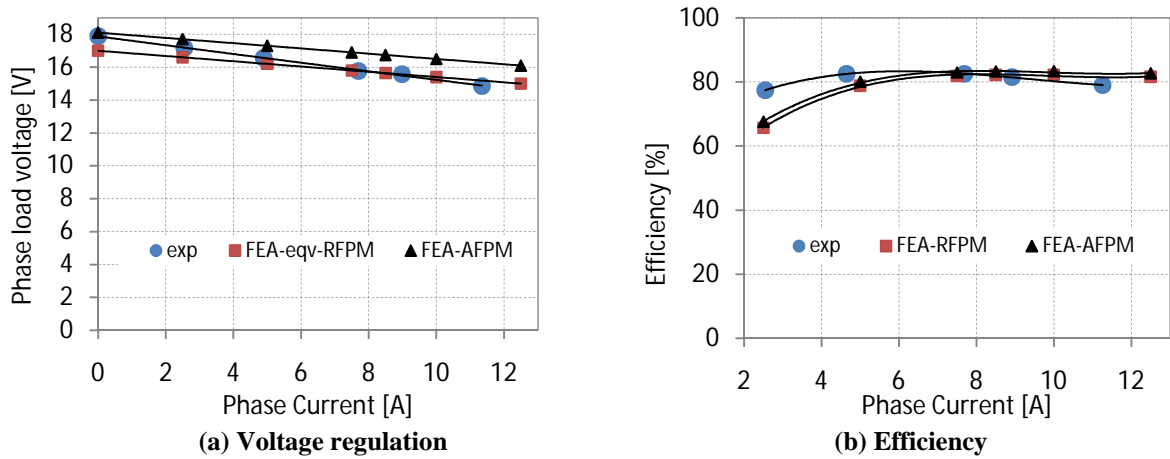 Phase load voltage [V]
18
16
14
12
10
8
6
4
2
0
exp
FEA-eqv-RFPM
FEA-AFPM
0 2 4 6 8 10 12
Phase Current [A]
(a) Voltage regulation
Efficiency [%]
100
80
60
40
20
0
exp
FEA-RFPM
FEA-AFPM
2 4 6 8 10 12
Phase Current [A]
(b) Efficiency